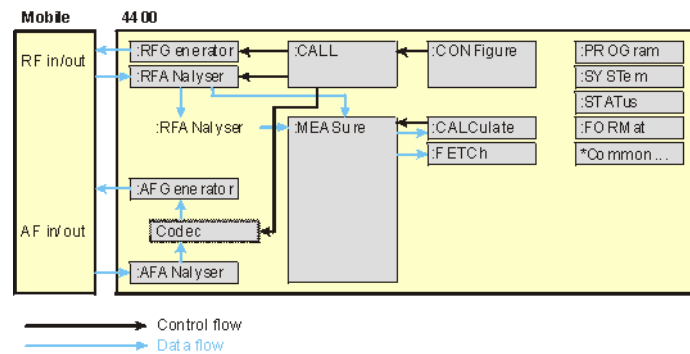 Mobile 4400
RF in/out
:RFGenerator :CALL :CONFigure :PROGram
:RFANalyser :SYSTem
:STATus
:RFANalyser :MEASure :CALCulate :FORMat
:FETCh *Common...
:AFGenerator
AF in/out Codec
:AFANalyser
Control flow
Data flow